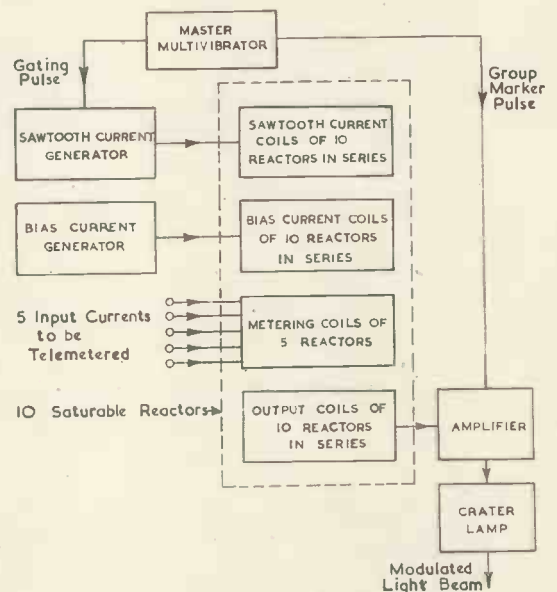 MASTER
MULTIVIBRATOR
Gating
Pulse
Group
Marker
Pulse
SAWTOOTH CURRENT
GENERATOR
SAWTOOTH CURRENT
COILS OF 10
REACTORS IN SERIES
BIAS CURRENT
GENERATOR
BIAS CURRENT COILS
OF 10 REACTORS
IN SERIES
5 Input Currents
to be
Telemetered
METERING COILS OF
5 REACTORS
10 Saturable Reactors
OUTPUT COILS OF
10 REACTORS
IN SERIES
AMPLIFIER
CRATER
LAMP
Modulated
Light Beam